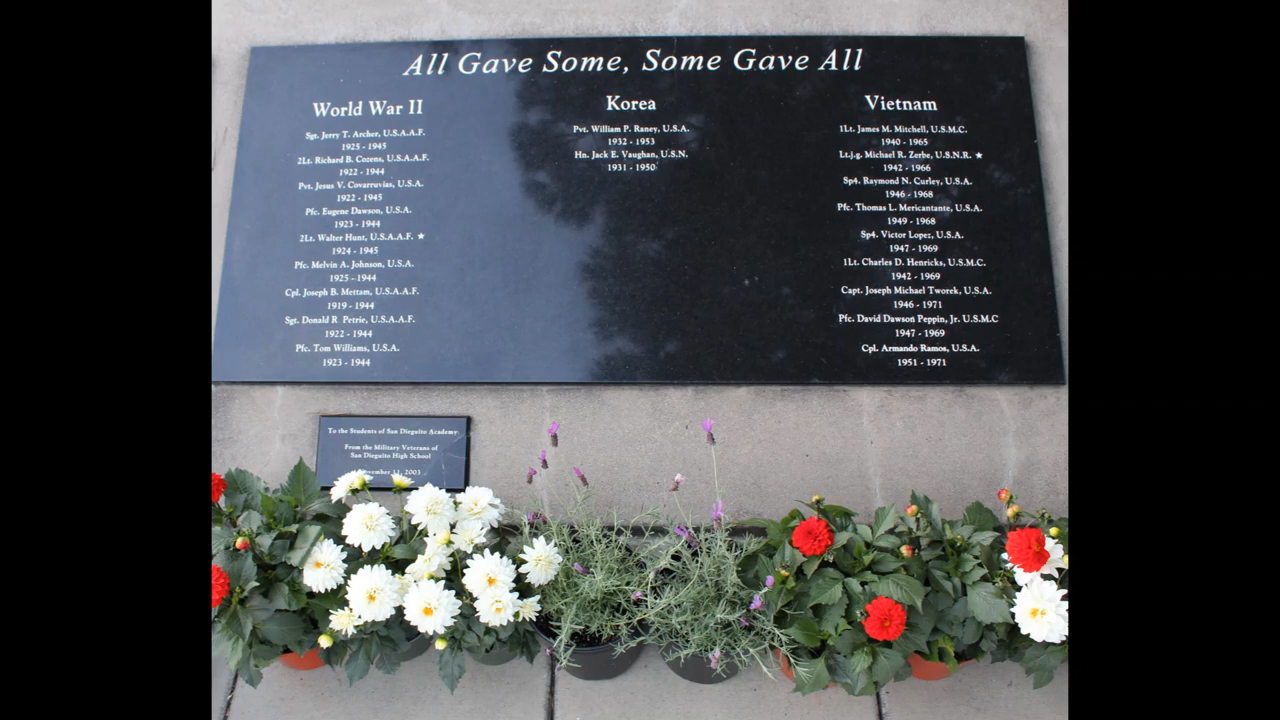 All Gave Some, Some Gave All
World War II
Sgt. Jerry T. Archer, U.S.A.A.F.
1925 - 1945
2Lt. Richard B. Cozens, U.S.A.A.F.
1922 - 1944
Pvt. Jesus V. Covarruvias, U.S.A.
1922 - 1945
Pfc. Eugene Dawson, U.S.A.
1923 - 1944
2Lt. Walter Hunt, U.S.A.A.F. ★
1924 - 1945
Pfc. Melvin A. Johnson, U.S.A.
1925 - 1944
Cpl. Joseph B. Mettam, U.S.A.A.F.
1919 - 1944
Sgt. Donald R. Petrie, U.S.A.A.F.
1922 - 1944
Pfc. Tom Williams, U.S.A.
1923 - 1944
Korea
Pvt. William P. Raney, U.S.A.
1932 - 1953
Hn. Jack E. Vaughan, U.S.N.
1931 - 1950
Vietnam
1Lt. James M. Mitchell, U.S.M.C.
1940 - 1965
Lt.j.g. Michael R. Zerbe, U.S.N.R. ★
1942 - 1966
Sp4. Raymond N. Curley, U.S.A.
1946 - 1968
Pfc. Thomas L. Mericantante, U.S.A.
1949 - 1968
Sp4. Victor Lopez, U.S.A.
1947 - 1969
1Lt. Charles D. Henricks, U.S.M.C.
1942 - 1969
Capt. Joseph Michael Tworek, U.S.A.
1946 - 1971
Pfc. David Dawson Peppin, Jr. U.S.M.C
1947 - 1969
Cpl. Armando Ramos, U.S.A.
1951 - 1971
To the Students of San Dieguito Academy
From the Military Veterans of
San Dieguito High School
11, 2003